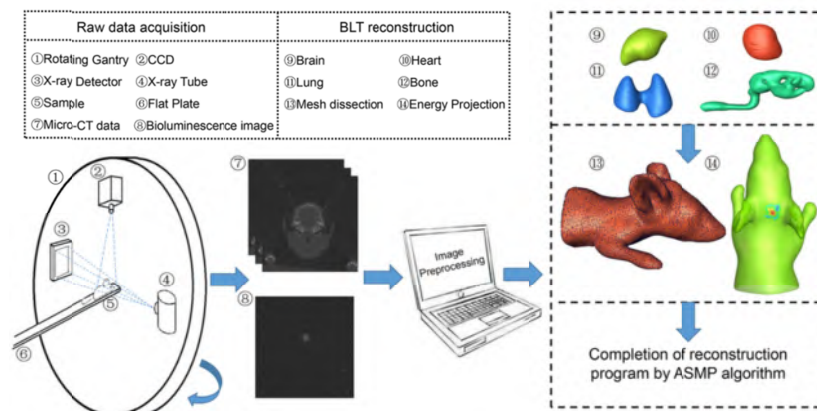 Raw data acquisition
BLT reconstruction
①Rotating Gantry ②CCD
③X-ray Detector ④X-ray Tube
⑤Sample ⑥Flat Plate
⑦Micro-CT data ⑧Bioluminescerce image
⑨Brain ⑩Heart
⑪Lung ⑫Bone
⑬Mesh dissection ⑭Energy Projection
①
②
③
④
⑤
⑥
⑦
⑧
Image
Preprocessing
⑨
⑩
⑪
⑫
⑬
⑭
Completion of reconstruction
program by ASMP algorithm